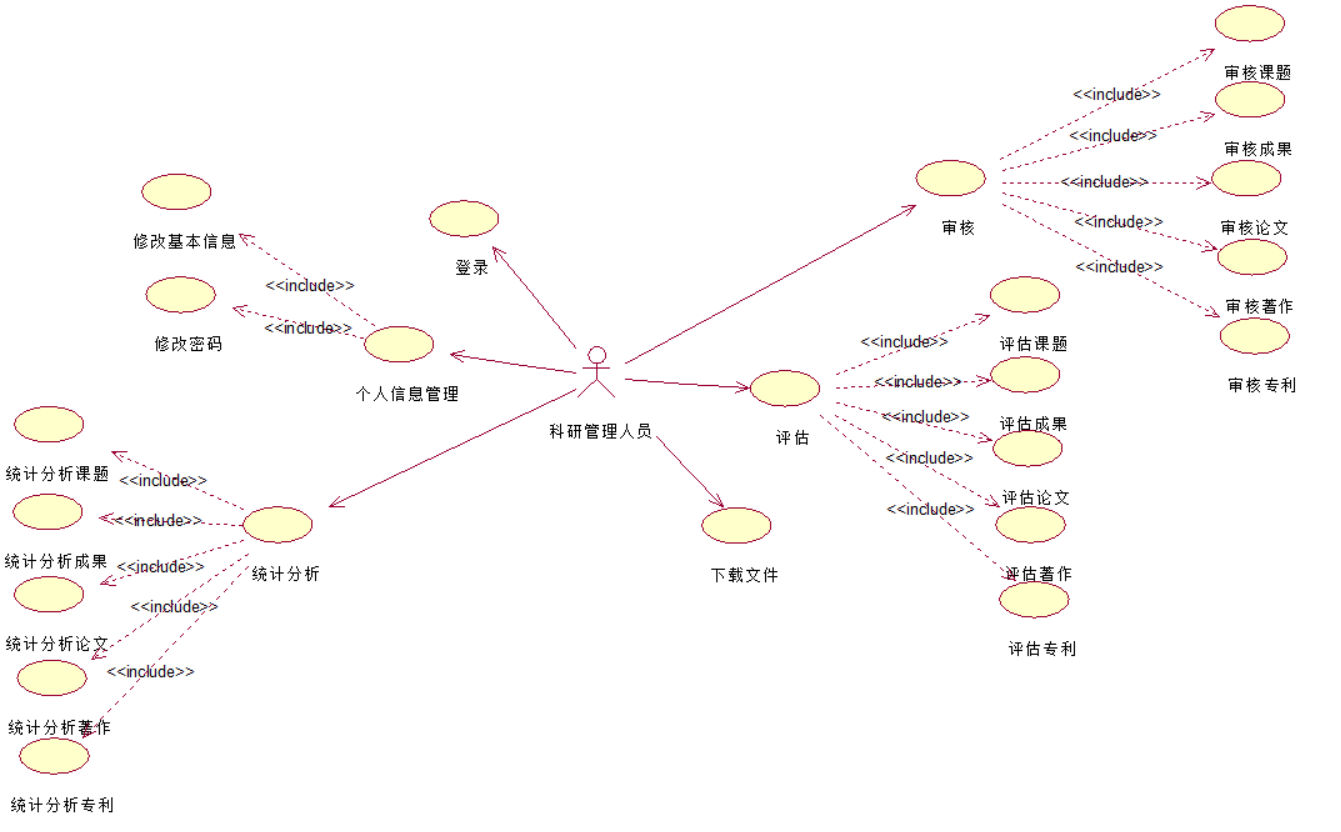 审核课题
<<include>>
审核成果
<<include>>
<<include>>
审核论文
审核
<<include>>
<<include>>
审核著作
审核专利
修改基本信息
登录
<<include>>
<<include>>
修改密码
个人信息管理
科研管理人员
<<include>>
评估课题
<<include>>
评估成果
<<include>>
评估
<<include>>
评估论文
<<include>>
评估著作
评估专利
下载文件
统计分析课题
<<include>>
<<include>>
统计分析成果
<<include>>
统计分析
<<include>>
统计分析论文
<<include>>
统计分析著作
统计分析专利